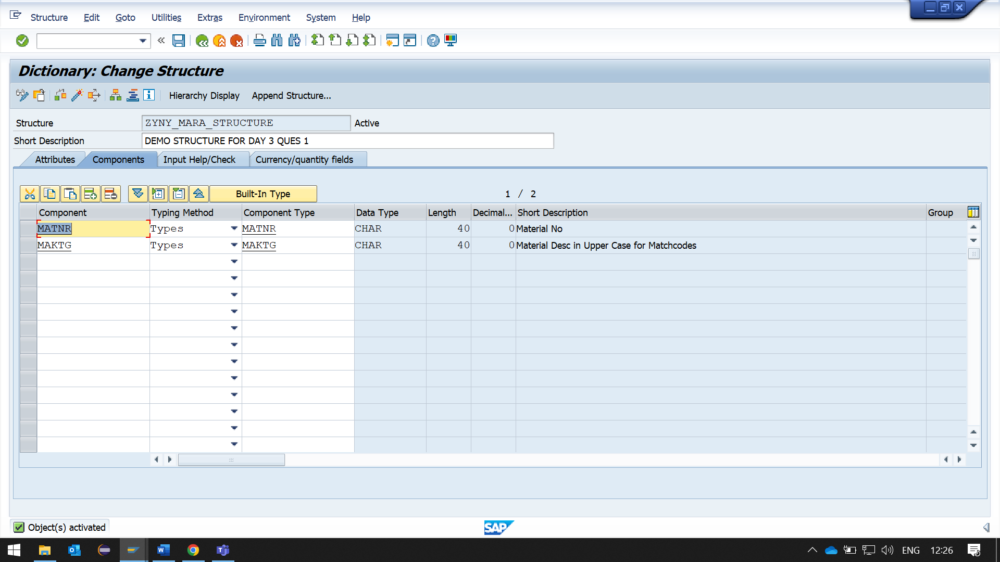 Structure Edit Goto Utilities Extras Environment System Help
Dictionary: Change Structure
Hierarchy Display Append Structure...
Structure ZYNY_MARA_STRUCTURE Active
Short Description DEMO STRUCTURE FOR DAY 3 QUES 1
Attributes Components Input Help/Check Currency/quantity fields
Built-In Type 1 / 2
Component Typing Method Component Type Data Type Length Decimal... Short Description Group
MATNR Types MATNR CHAR 40 0 Material No
MAKTG Types MAKTG CHAR 40 0 Material Desc in Upper Case for Matchcodes
Object(s) activated SAP
ENG 12:26